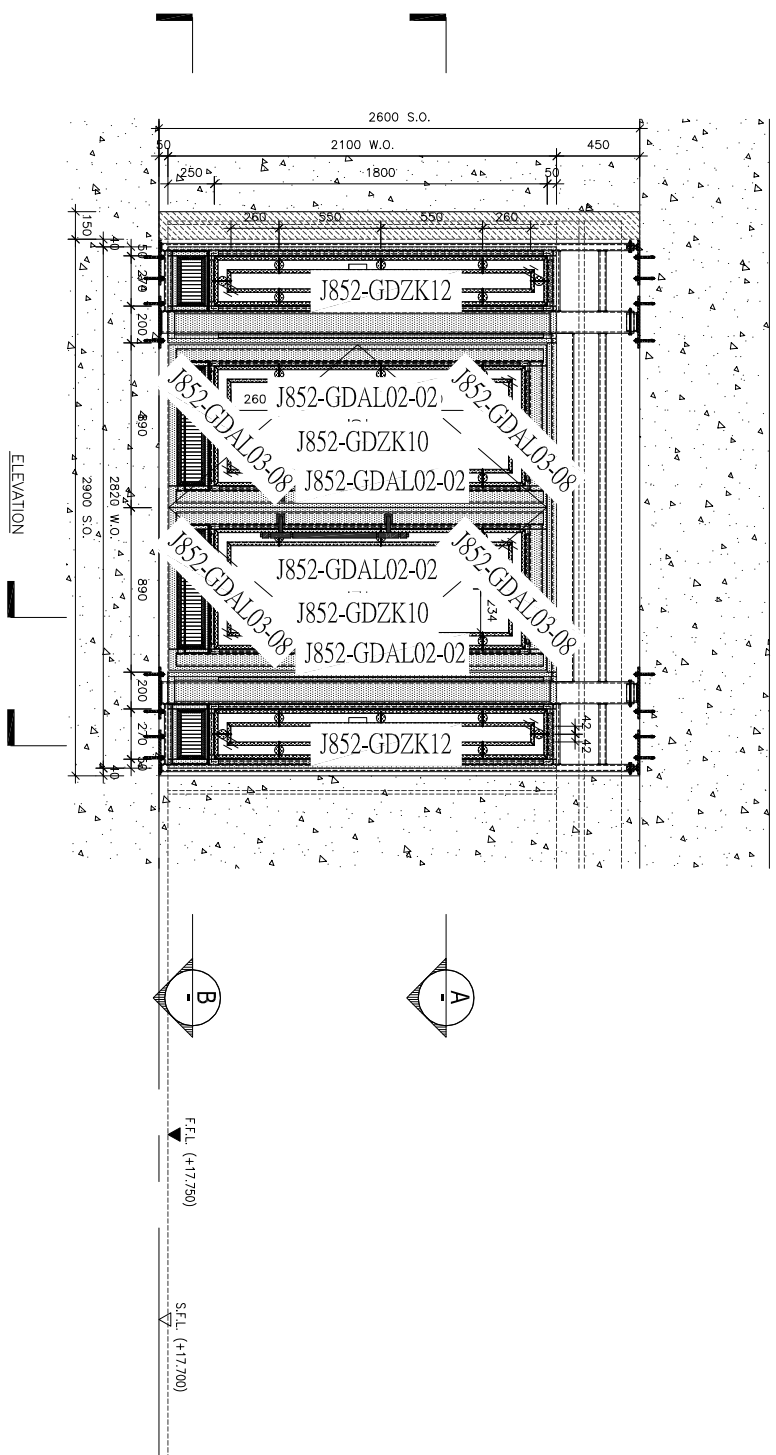 2600 S.O.
50
2100 W.O.
450
250
1800
50
260
550
550
260
150
40
50
270
200
890
890
200
270
50
40
2820 W.O.
2900 S.O.
J852-GDZK12
J852-GDAL02-02
J852-GDAL03-08
J852-GDAL03-08
260
J852-GDZK10
J852-GDAL02-02
J852-GDAL02-02
J852-GDAL03-08
J852-GDAL03-08
234
J852-GDZK10
J852-GDAL02-02
J852-GDZK12
42
42
ELEVATION
B
-
A
-
F.F.L. (+17.750)
S.F.L. (+17.700)